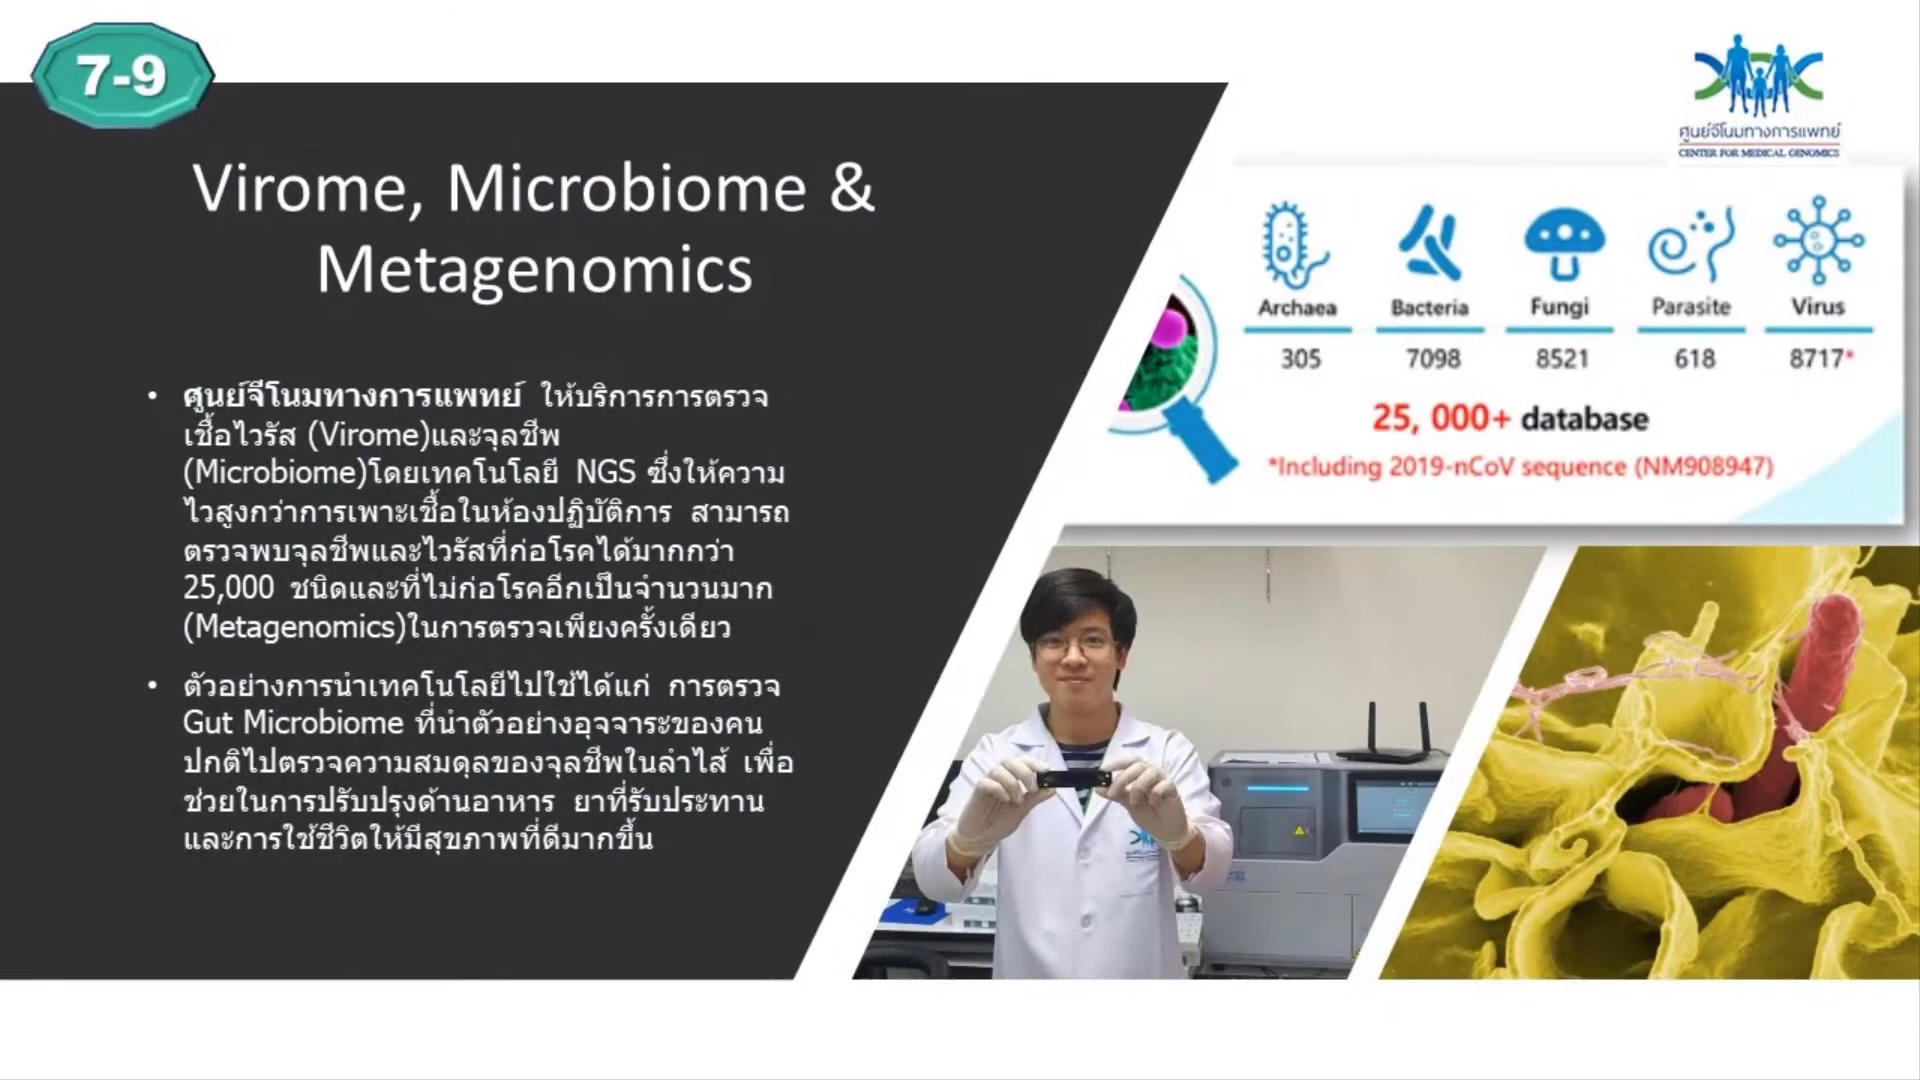 7-9
ศูนย์จีโนมทางการแพทย์
CENTER FOR MEDICAL GENOMICS
Virome, Microbiome &
Metagenomics
• ศูนย์จีโนมทางการแพทย์ ให้บริการการตรวจ
เชื้อไวรัส (Virome)และจุลชีพ
(Microbiome)โดยเทคโนโลยี NGS ซึ่งให้ความ
ไวสูงกว่าการเพาะเชื้อในห้องปฏิบัติการ สามารถ
ตรวจพบจุลชีพและไวรัสที่ก่อโรคได้มากกว่า
25,000 ชนิดและที่ไม่ก่อโรคอีกเป็นจำนวนมาก
(Metagenomics)ในการตรวจเพียงครั้งเดียว
• ตัวอย่างการนำเทคโนโลยีไปใช้ได้แก่ การตรวจ
Gut Microbiome ที่นำตัวอย่างอุจจาระของคน
ปกติไปตรวจความสมดุลของจุลชีพในลำไส้ เพื่อ
ช่วยในการปรับปรุงด้านอาหาร ยาที่รับประทาน
และการใช้ชีวิตให้มีสุขภาพที่ดีมากขึ้น
Archaea Bacteria Fungi Parasite Virus
305 7098 8521 618 8717*
25, 000+ database
*Including 2019-nCoV sequence (NM908947)